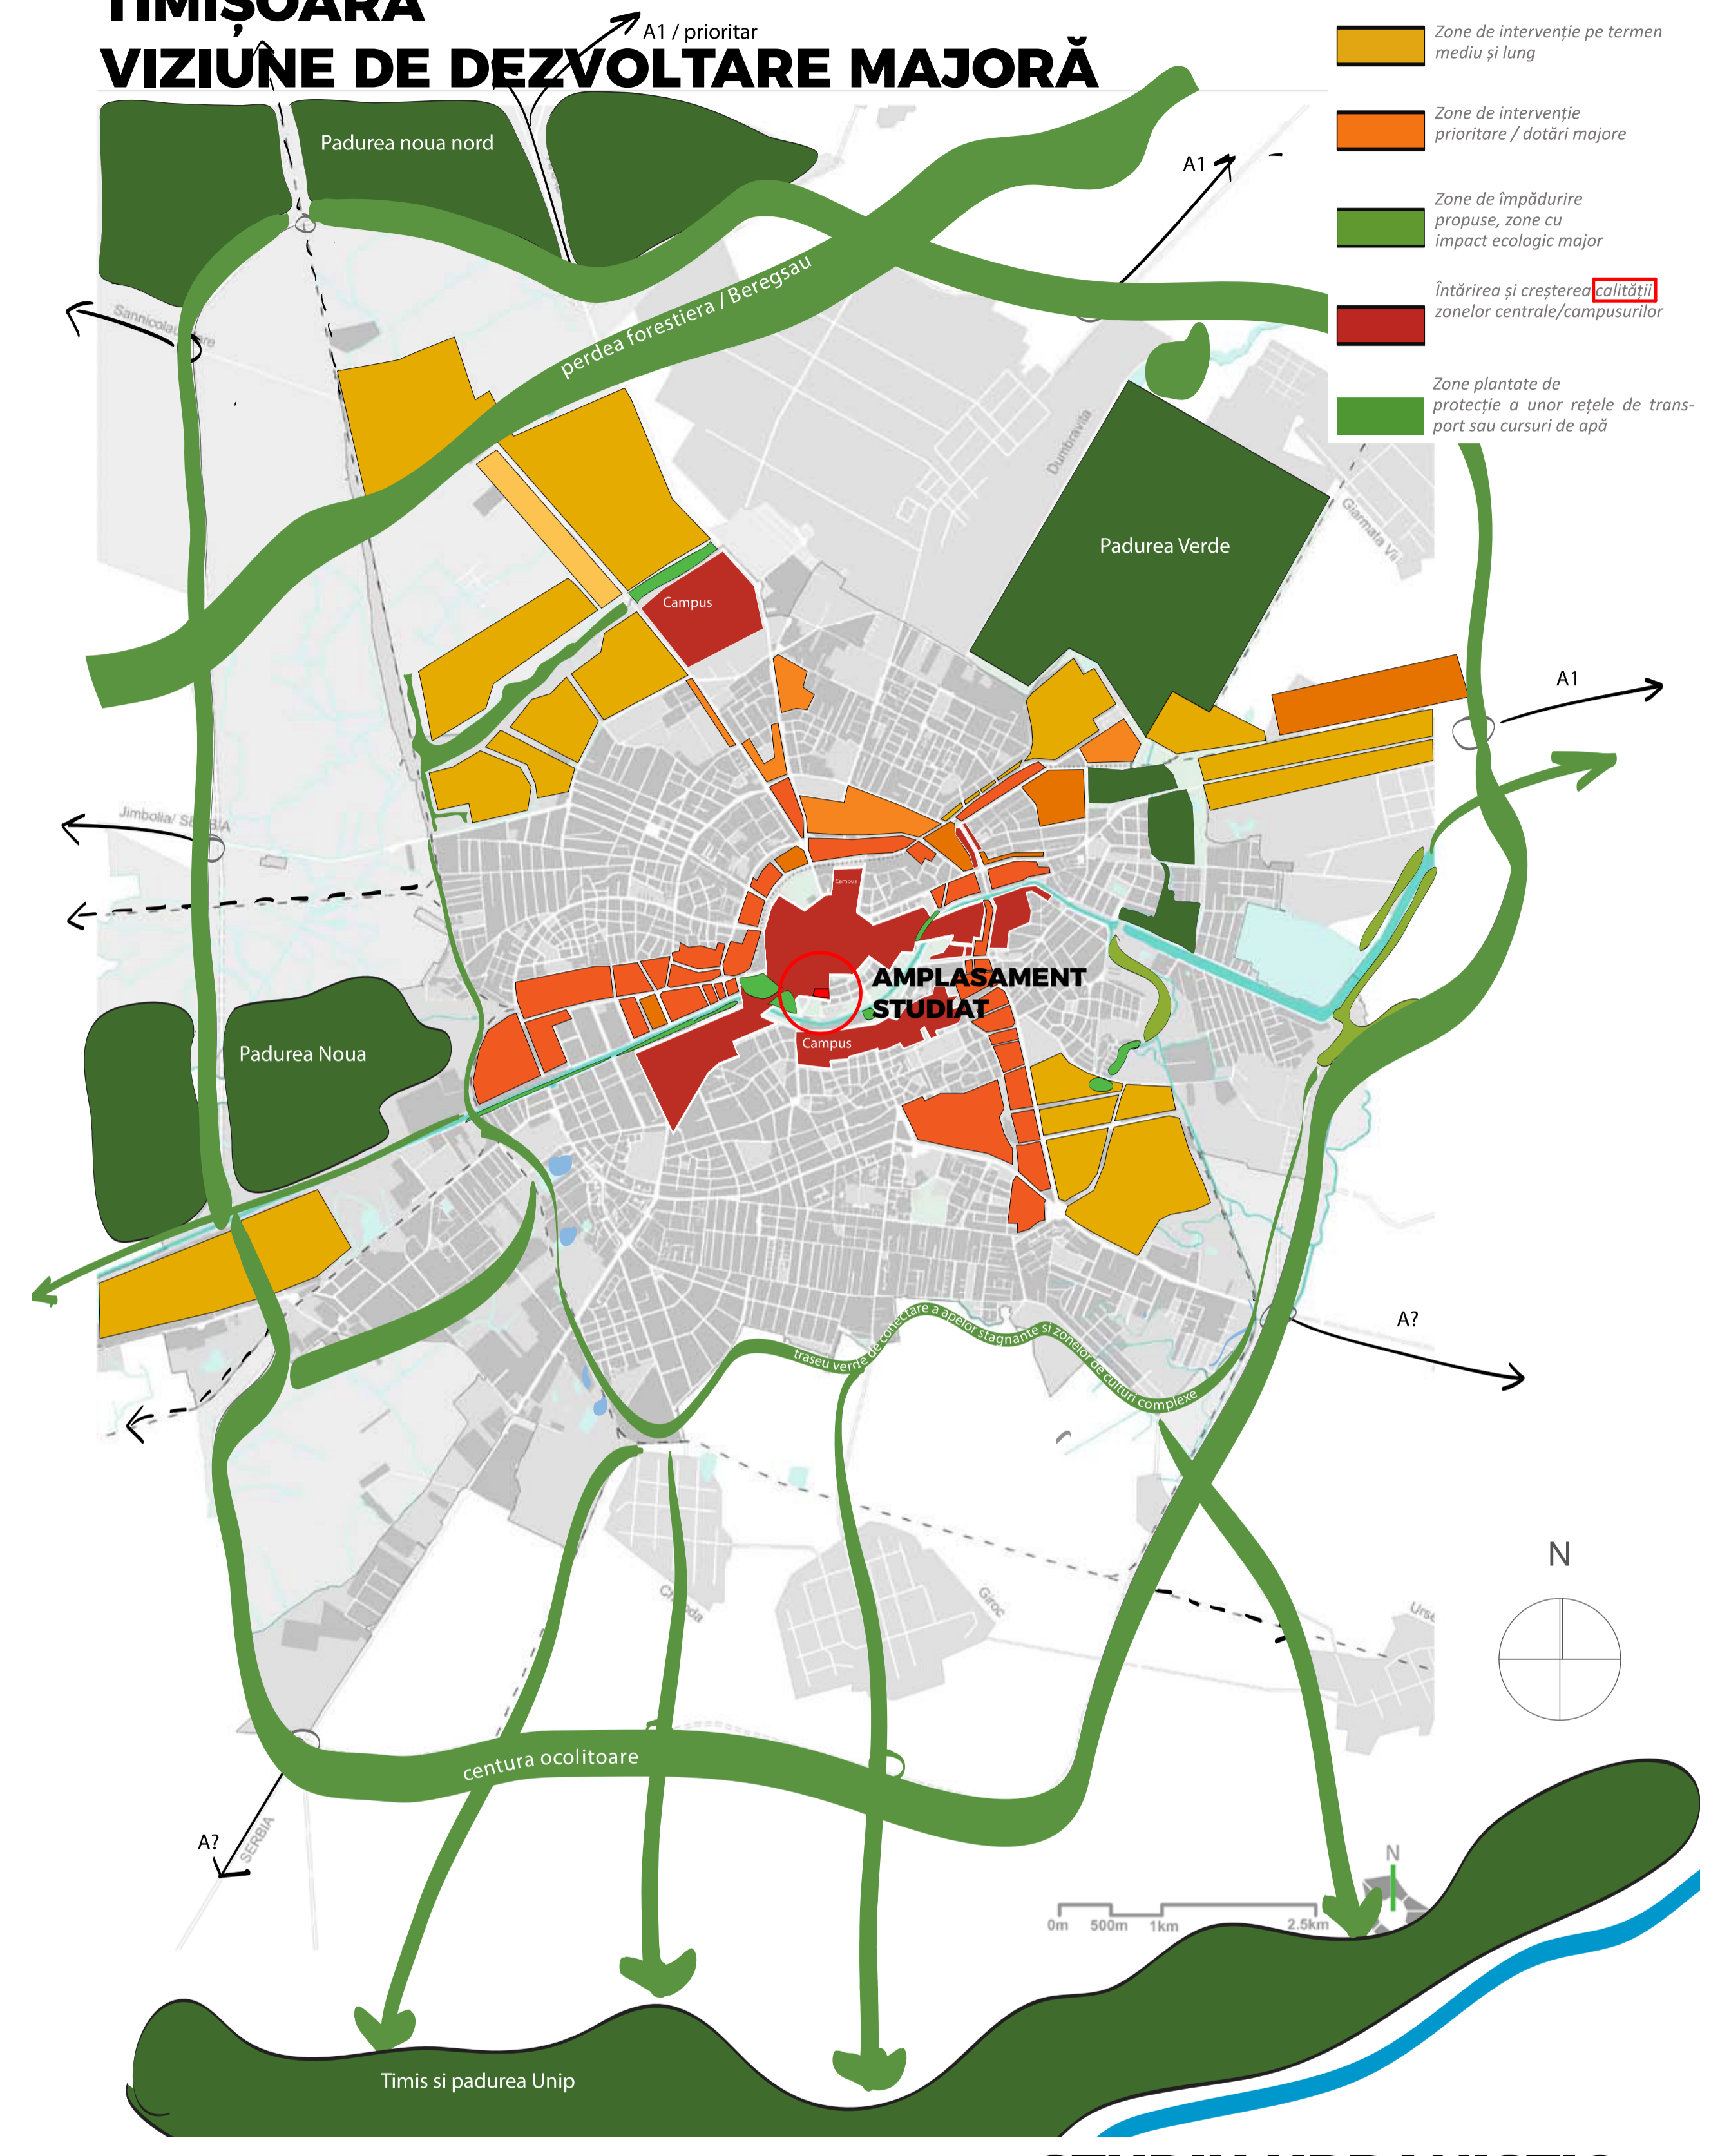 TIMIȘOARA
VIZIUNE DE DEZVOLTARE MAJORĂ
A1 / prioritar
Zone de intervenție pe termen
mediu și lung
Zone de intervenție
prioritare / dotări majore
Zone de împădurire
propuse, zone cu
impact ecologic major
Întărirea și creșterea calității
zonelor centrale/campusurilor
Zone plantate de
protecție a unor rețele de trans-
port sau cursuri de apă
Padurea noua nord
A1
perdea forestiera / Beregsau
Dumbravita
Giarmata Vii
Padurea Verde
Campus
A1
Jimbolia/ SERBIA
Campus
AMPLASAMENT
STUDIAT
Campus
Padurea Noua
traseu verde de conectare a apelor stagnante si zonelor de culturi complexe
A?
N
Giroc
centura ocolitoare
A?
SERBIA
N
0m 500m 1km 2.5km
Timis si padurea Unip